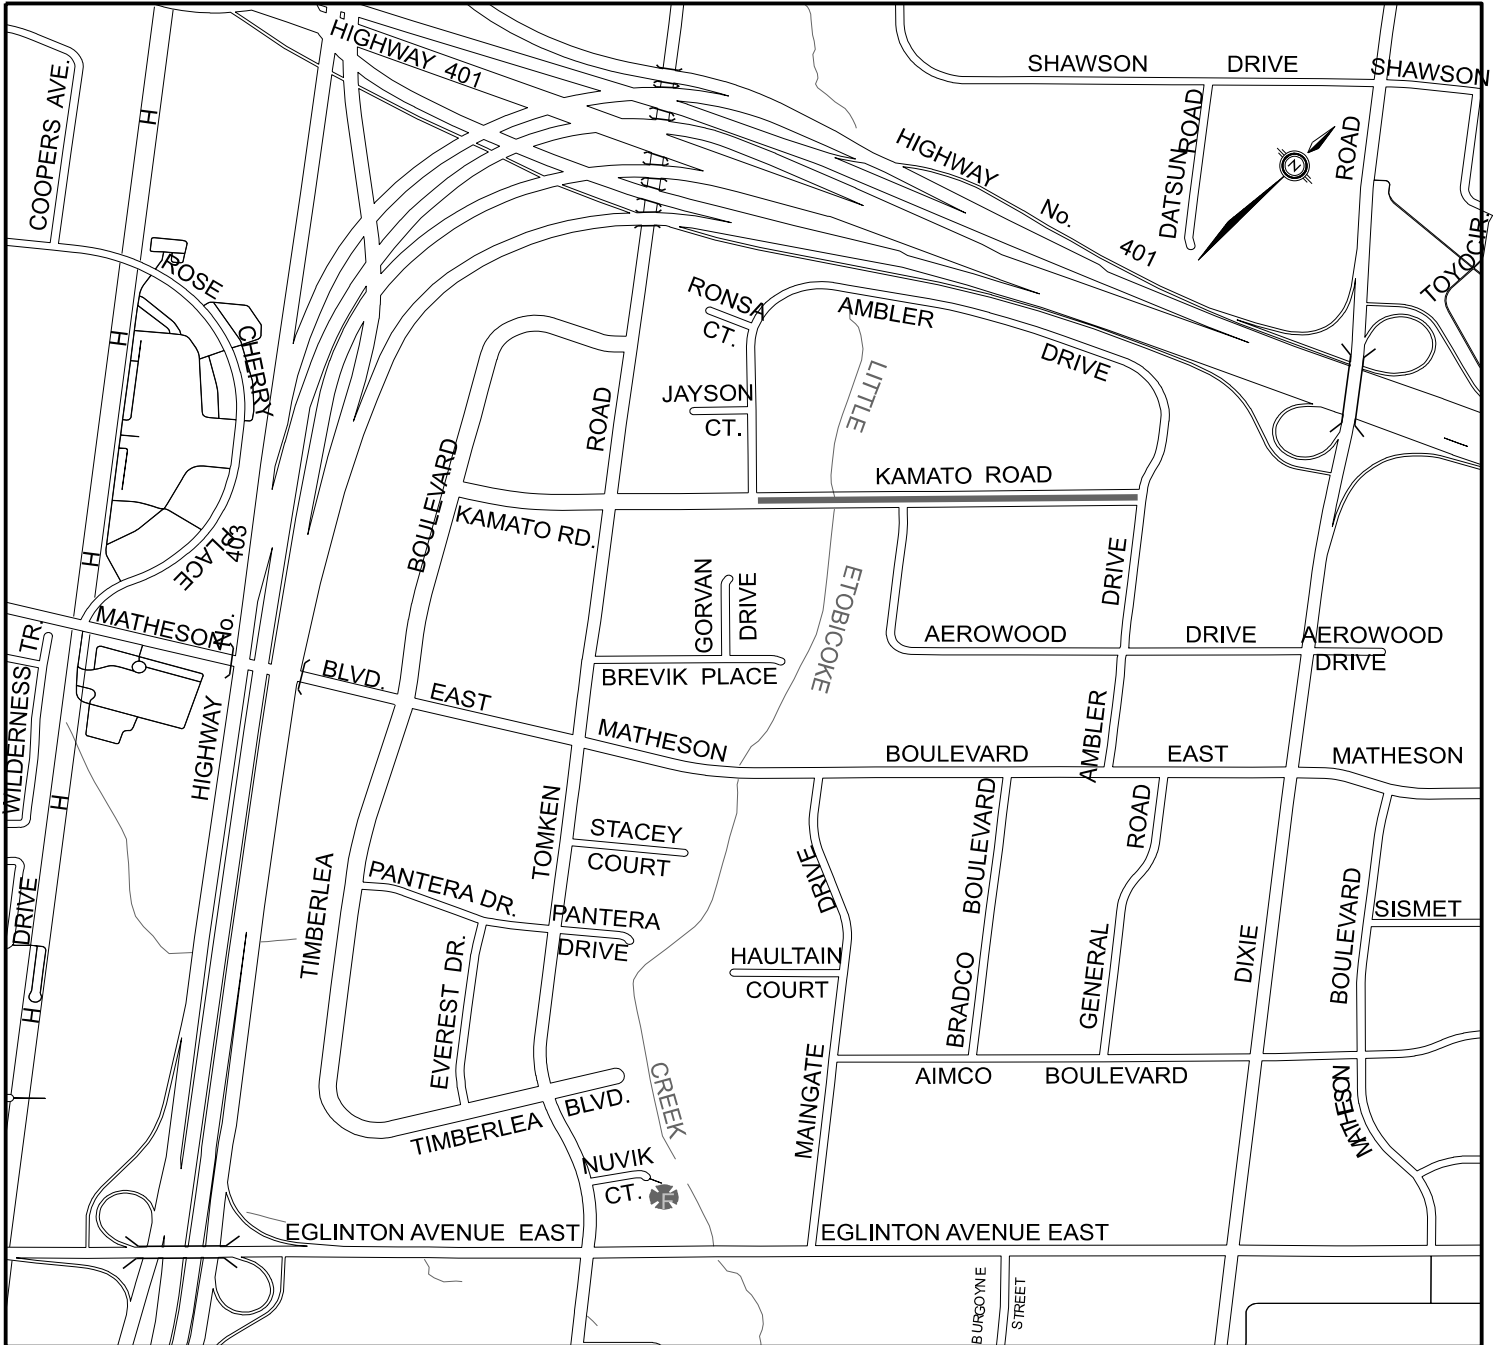 HIGHWAY 401
SHAWSON DRIVE SHAWSON
COOPERS AVE.
H
HIGHWAY No. 401
DATSUN ROAD
N
ROAD
TOYO CIR.
ROSE CHERRY PLACE
H
RONSA CT.
AMBLER DRIVE
JAYSON CT.
LITTLE
ROAD
BOULEVARD
KAMATO ROAD
KAMATO RD.
403
H
GORVAN DRIVE
ETOBICOKE
DRIVE
MATHESON
No.
WILDERNESS TR.
AEROWOOD DRIVE AEROWOOD DRIVE
BREVIK PLACE
BLVD. EAST
HIGHWAY
MATHESON BOULEVARD EAST MATHESON
AMBLER
H
TOMKEN
STACEY COURT
BOULEVARD
ROAD
DRIVE
PANTERA DR.
PANTERA DRIVE
TIMBERLEA
DRIVE
BOULEVARD
SISMET
HAULTAIN COURT
EVEREST DR.
BRADCO
GENERAL
DIXIE
H
MAINGATE
AIMCO BOULEVARD
CREEK
MATHESON
TIMBERLEA BLVD.
NUVIK CT.
F
EGLINTON AVENUE EAST
EGLINTON AVENUE EAST
BURGOYNE STREET